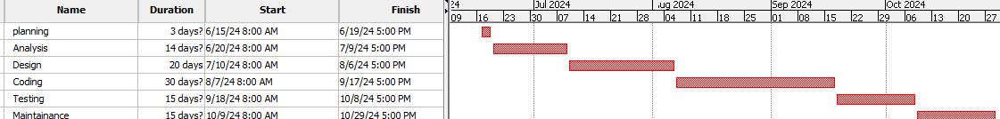 Name Duration Start Finish 24 Jul 2024 Aug 2024 Sep 2024 Oct 2024
09 16 23 30 07 14 21 28 04 11 18 25 01 08 15 22 29 06 13 20 27
planning 3 days? 6/15/24 8:00 AM 6/19/24 5:00 PM
Analysis 14 days? 6/20/24 8:00 AM 7/9/24 5:00 PM
Design 20 days 7/10/24 8:00 AM 8/6/24 5:00 PM
Coding 30 days? 8/7/24 8:00 AM 9/17/24 5:00 PM
Testing 15 days? 9/18/24 8:00 AM 10/8/24 5:00 PM
Maintainance 15 days? 10/9/24 8:00 AM 10/29/24 5:00 PM